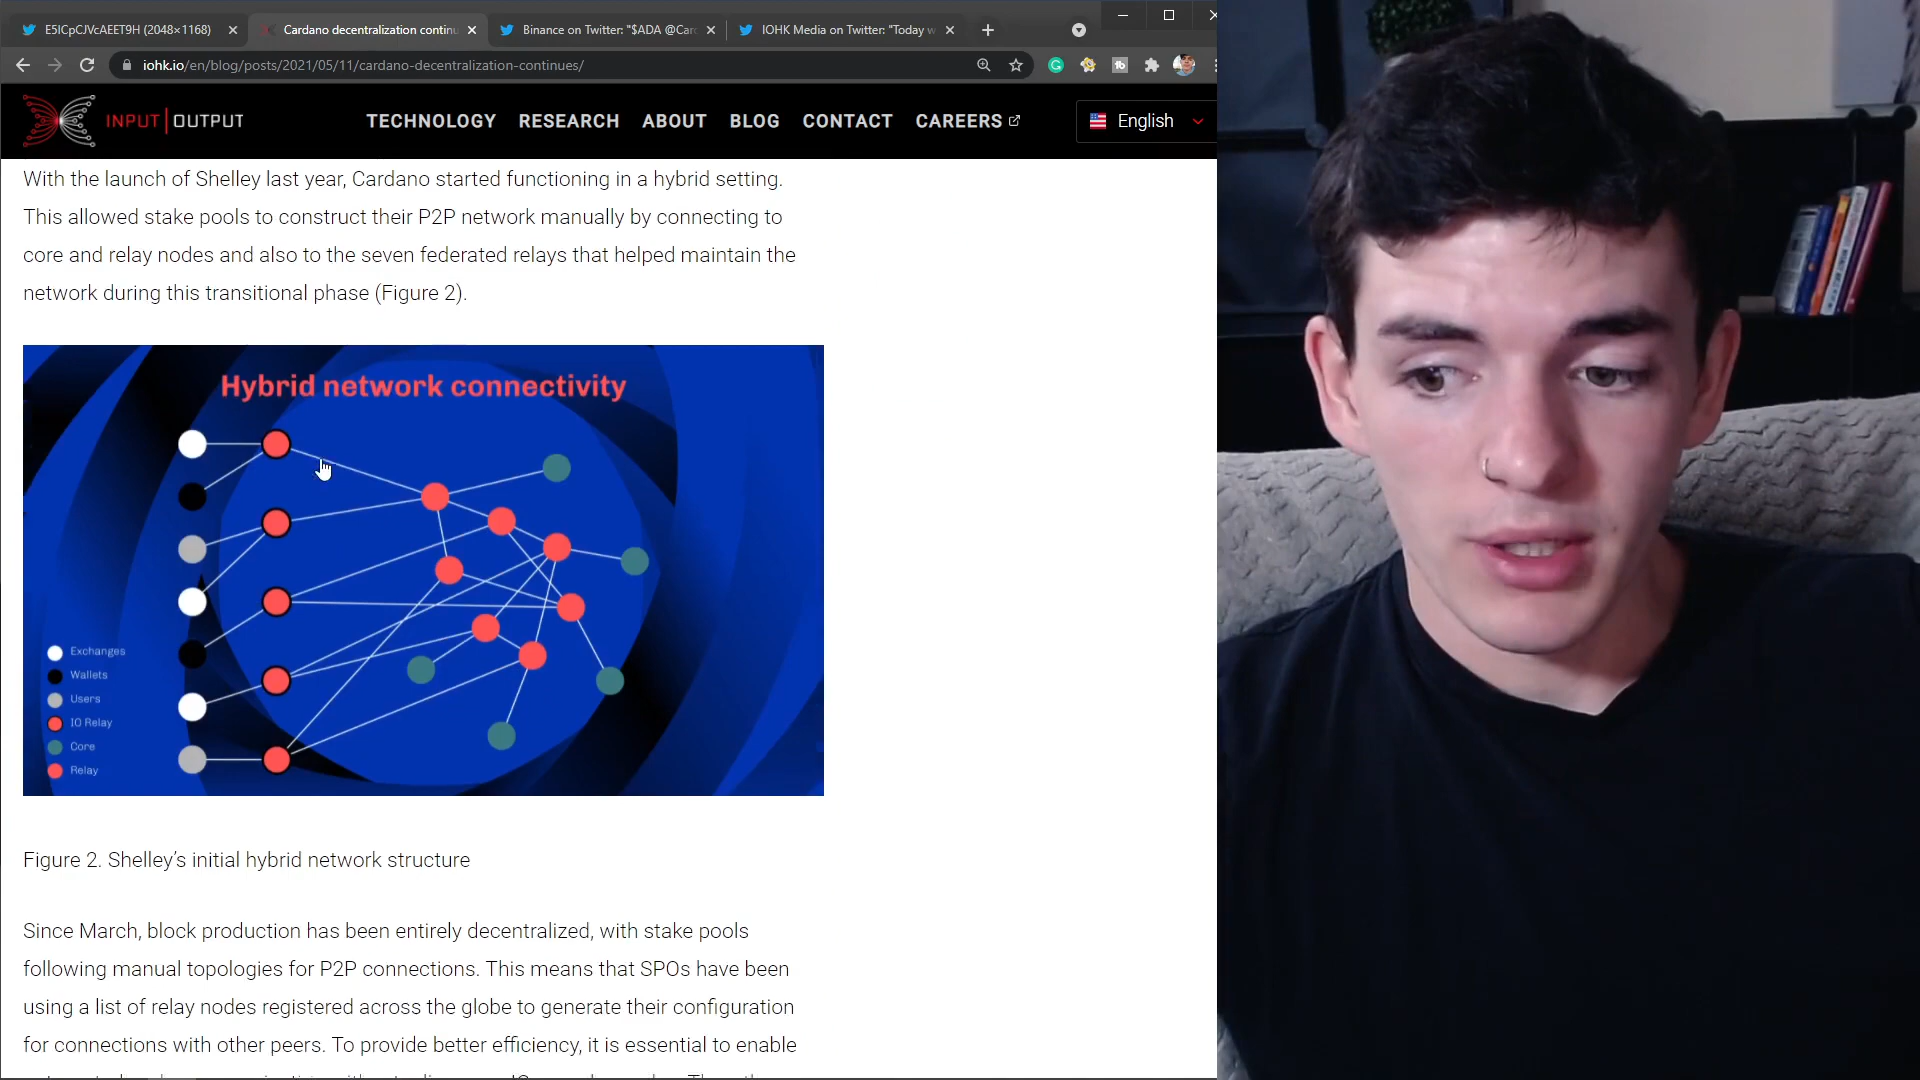 E5ICpCJVcAEET9H (2048×1168)
Cardano decentralization continu
Binance on Twitter: "$ADA @Car
IOHK Media on Twitter: "Today w
iohk.io/en/blog/posts/2021/05/11/cardano-decentralization-continues/
INPUT | OUTPUT
TECHNOLOGY RESEARCH ABOUT BLOG CONTACT CAREERS
English
With the launch of Shelley last year, Cardano started functioning in a hybrid setting.
This allowed stake pools to construct their P2P network manually by connecting to
core and relay nodes and also to the seven federated relays that helped maintain the
network during this transitional phase (Figure 2).
Hybrid network connectivity
Exchanges
Wallets
Users
IO Relay
Core
Relay
Figure 2. Shelley’s initial hybrid network structure
Since March, block production has been entirely decentralized, with stake pools
following manual topologies for P2P connections. This means that SPOs have been
using a list of relay nodes registered across the globe to generate their configuration
for connections with other peers. To provide better efficiency, it is essential to enable